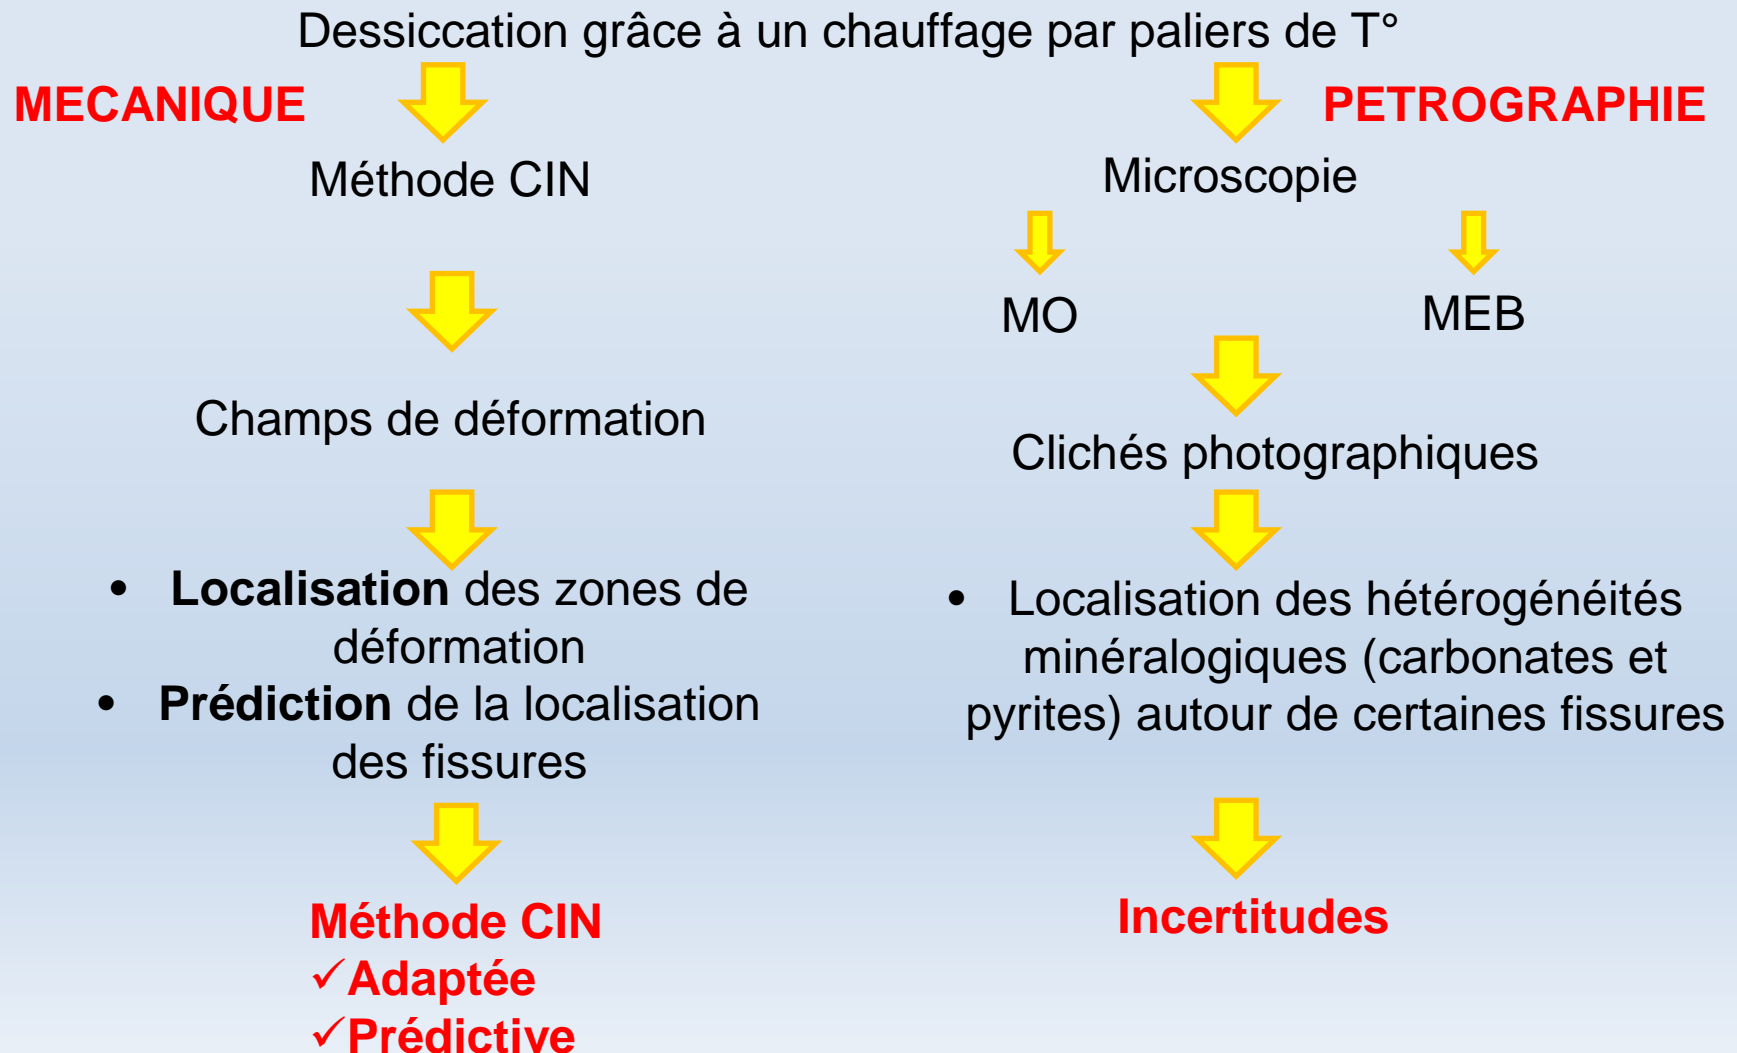 Dessiccation grâce à un chauffage par paliers de T°
MECANIQUE
PETROGRAPHIE
Méthode CIN
Microscopie
MO
MEB
Champs de déformation
Clichés photographiques
• Localisation des zones de
déformation
• Prédiction de la localisation
des fissures
• Localisation des hétérogénéités
minéralogiques (carbonates et
pyrites) autour de certaines fissures
Méthode CIN
✓Adaptée
✓Prédictive
Incertitudes